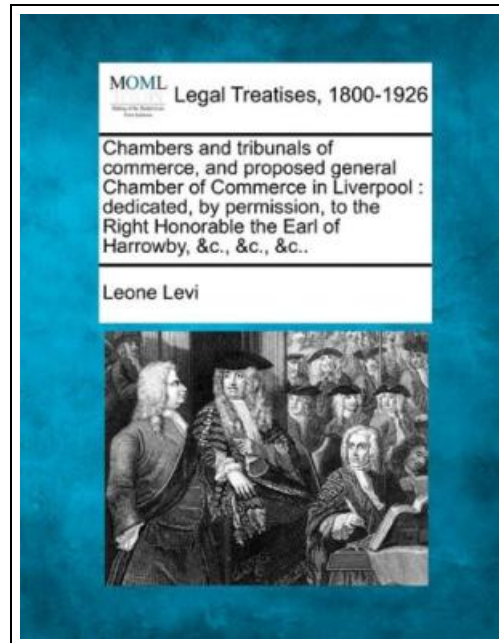 MOML
Legal Treatises, 1800-1926
Chambers and tribunals of
commerce, and proposed general
Chamber of Commerce in Liverpool :
dedicated, by permission, to the
Right Honorable the Earl of
Harrowby, &c., &c., &c..
Leone Levi